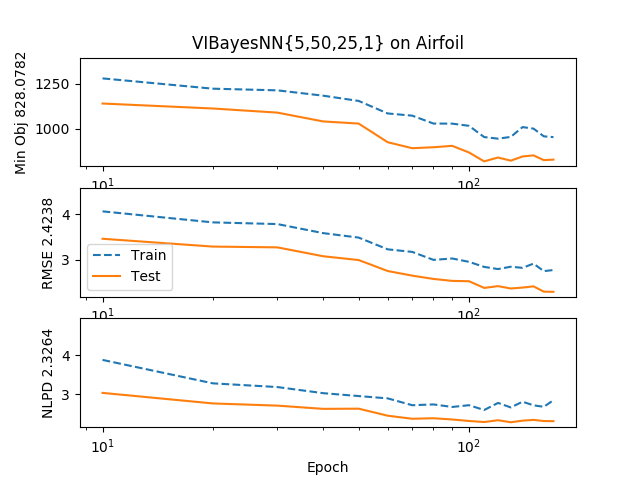 VIBayesNN{5,50,25,1} on Airfoil
Min Obj 828.0782
1250
1000
10¹
10²
RMSE 2.4238
4
3
Train
Test
10¹
10²
NLPD 2.3264
4
3
10¹
10²
Epoch